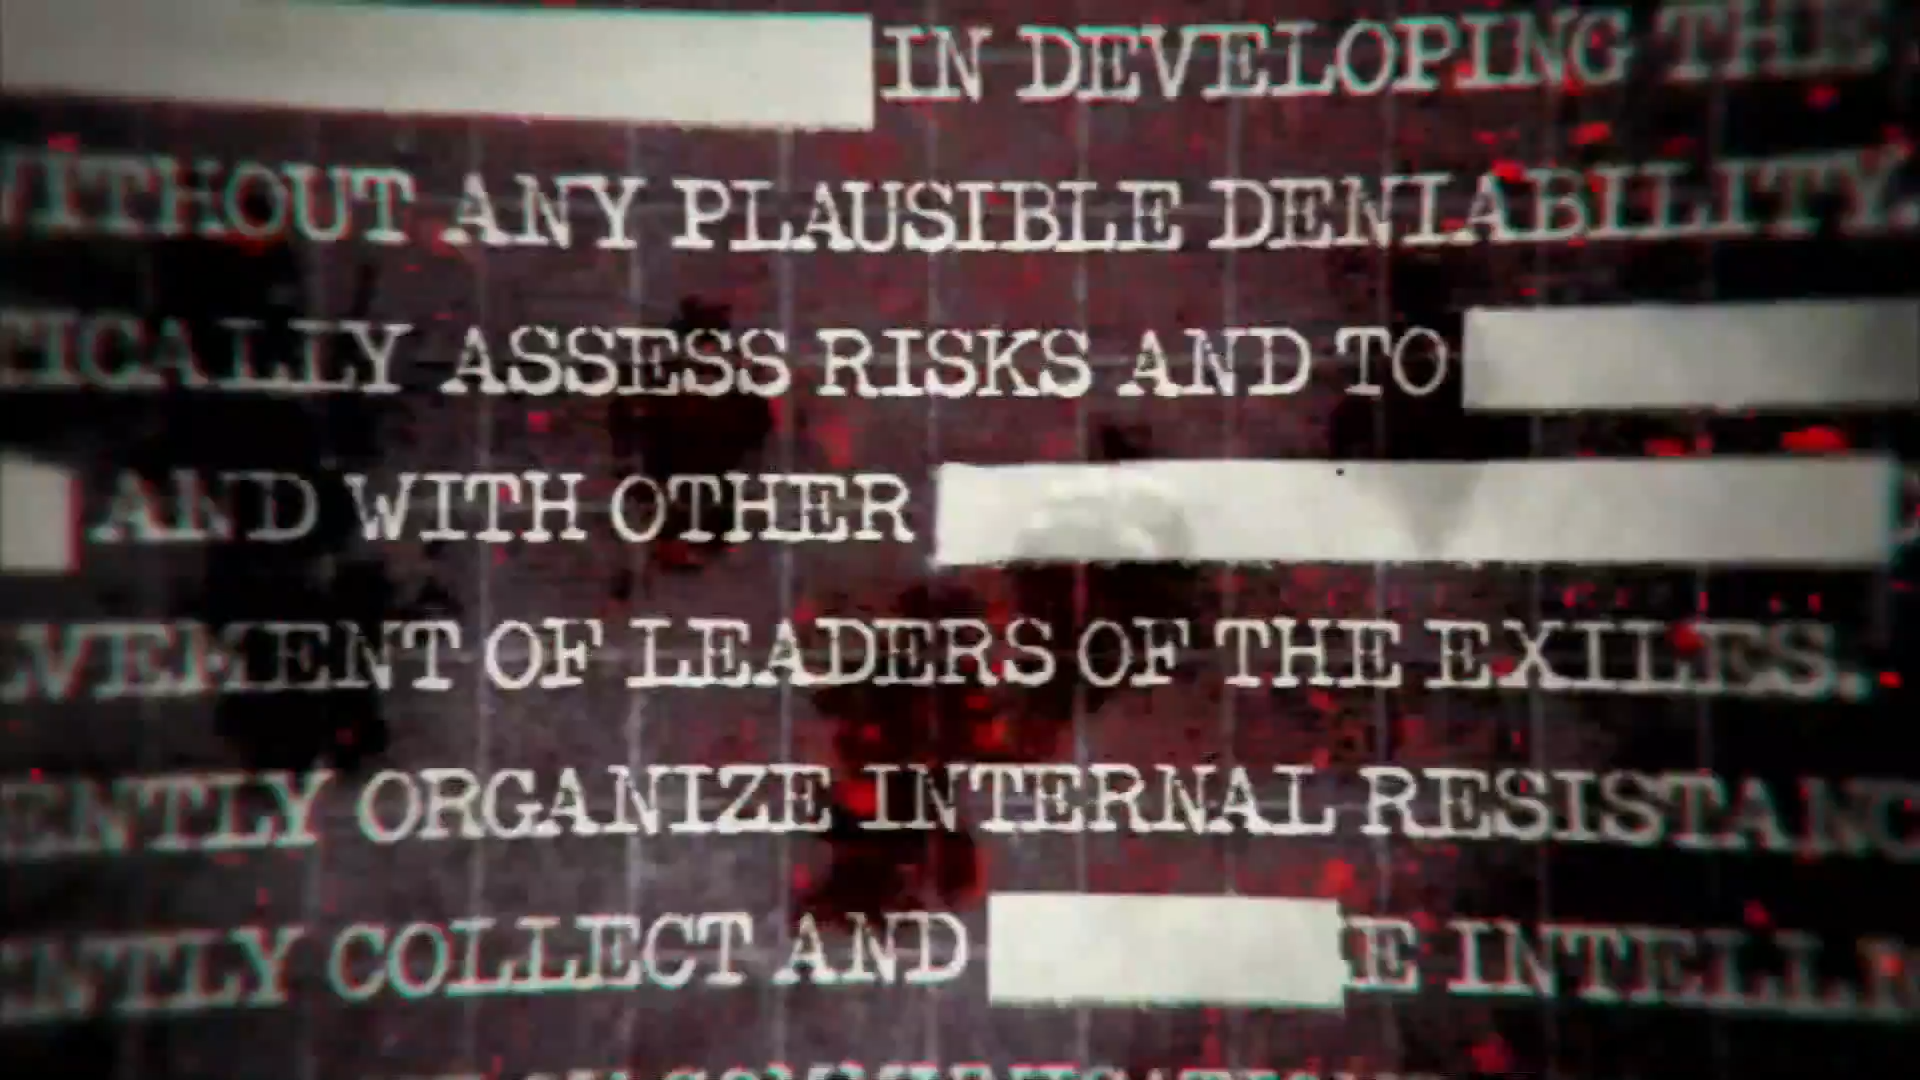 IN DEVELOPING THE
WITHOUT ANY PLAUSIBLE DENIABILITY.
ICALLY ASSESS RISKS AND TO
AND WITH OTHER
VEMENT OF LEADERS OF THE EXILES.
ENTLY ORGANIZE INTERNAL RESISTANC
ENTLY COLLECT AND E INTELL